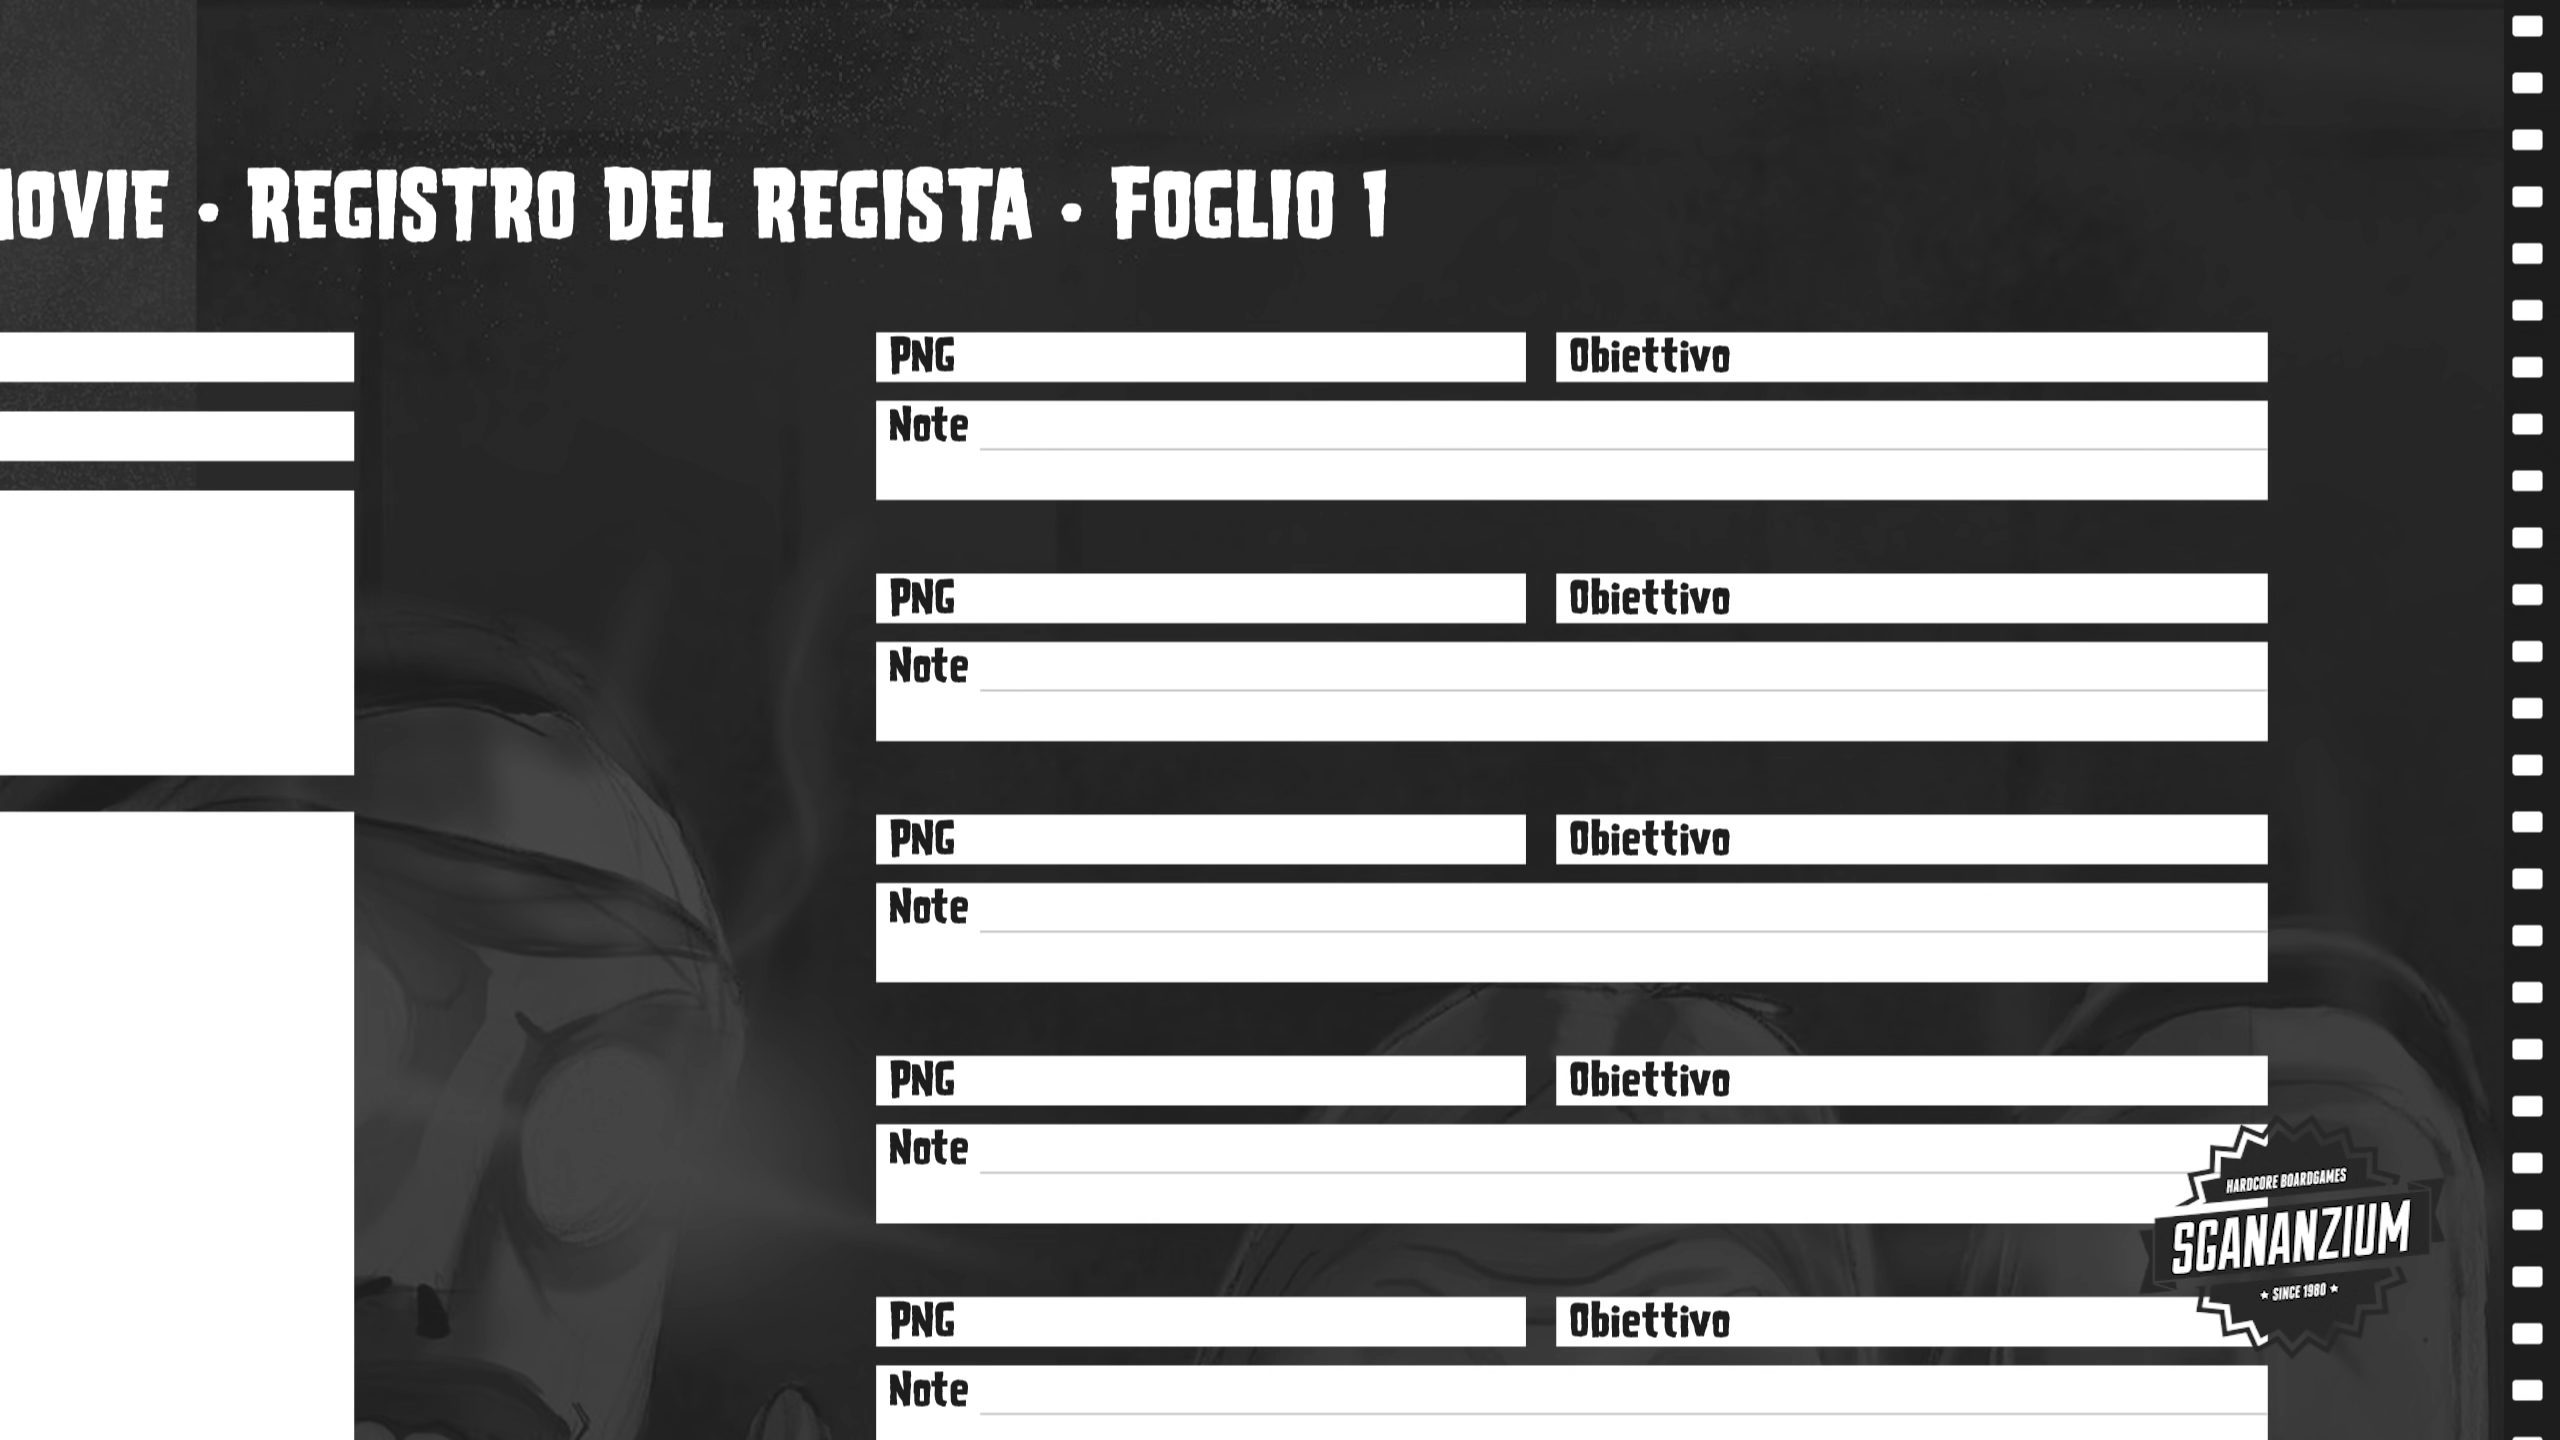 MOVIE • REGISTRO DEL REGISTA • FOGLIO 1
PNG Obiettivo
Note
PNG Obiettivo
Note
PNG Obiettivo
Note
PNG Obiettivo
Note
HARDCORE BOARDGAMES
SGANANZIUM
★ SINCE 1980 ★
PNG Obiettivo
Note